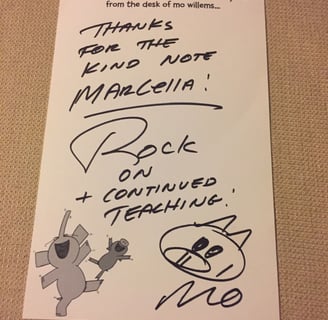 from the desk of mo willems...
THANKS
FOR THE
KIND NOTE
MARCELLA!
ROCK
ON
+ CONTINUED
TEACHING!
MO